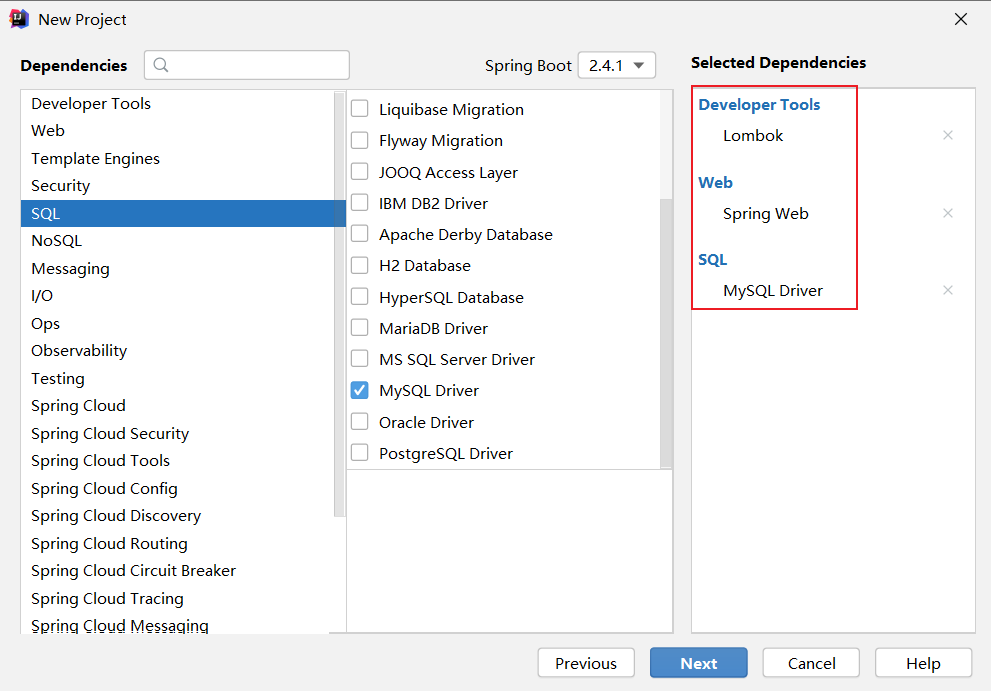 New Project
Dependencies
Spring Boot 2.4.1
Selected Dependencies
Developer Tools
Web
Template Engines
Security
SQL
NoSQL
Messaging
I/O
Ops
Observability
Testing
Spring Cloud
Spring Cloud Security
Spring Cloud Tools
Spring Cloud Config
Spring Cloud Discovery
Spring Cloud Routing
Spring Cloud Circuit Breaker
Spring Cloud Tracing
Spring Cloud Messaging
Liquibase Migration
Flyway Migration
JOOQ Access Layer
IBM DB2 Driver
Apache Derby Database
H2 Database
HyperSQL Database
MariaDB Driver
MS SQL Server Driver
MySQL Driver
Oracle Driver
PostgreSQL Driver
Developer Tools
Lombok
Web
Spring Web
SQL
MySQL Driver
Previous
Next
Cancel
Help